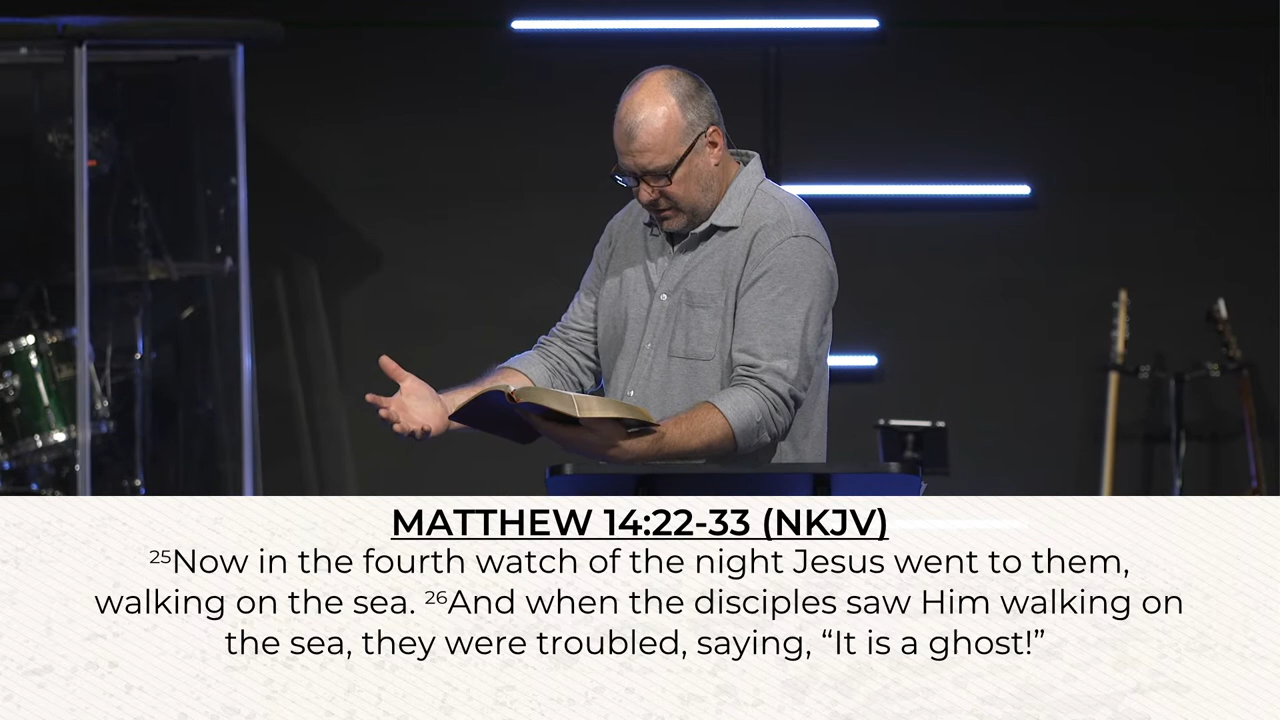 MATTHEW 14:22-33 (NKJV)
²⁵Now in the fourth watch of the night Jesus went to them,
walking on the sea. ²⁶And when the disciples saw Him walking on
the sea, they were troubled, saying, “It is a ghost!”